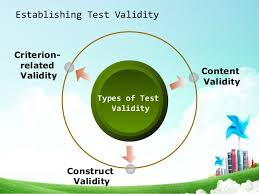 Establishing Test Validity
Criterion-
related
Validity
Content
Validity
Types of Test
Validity
Construct
Validity